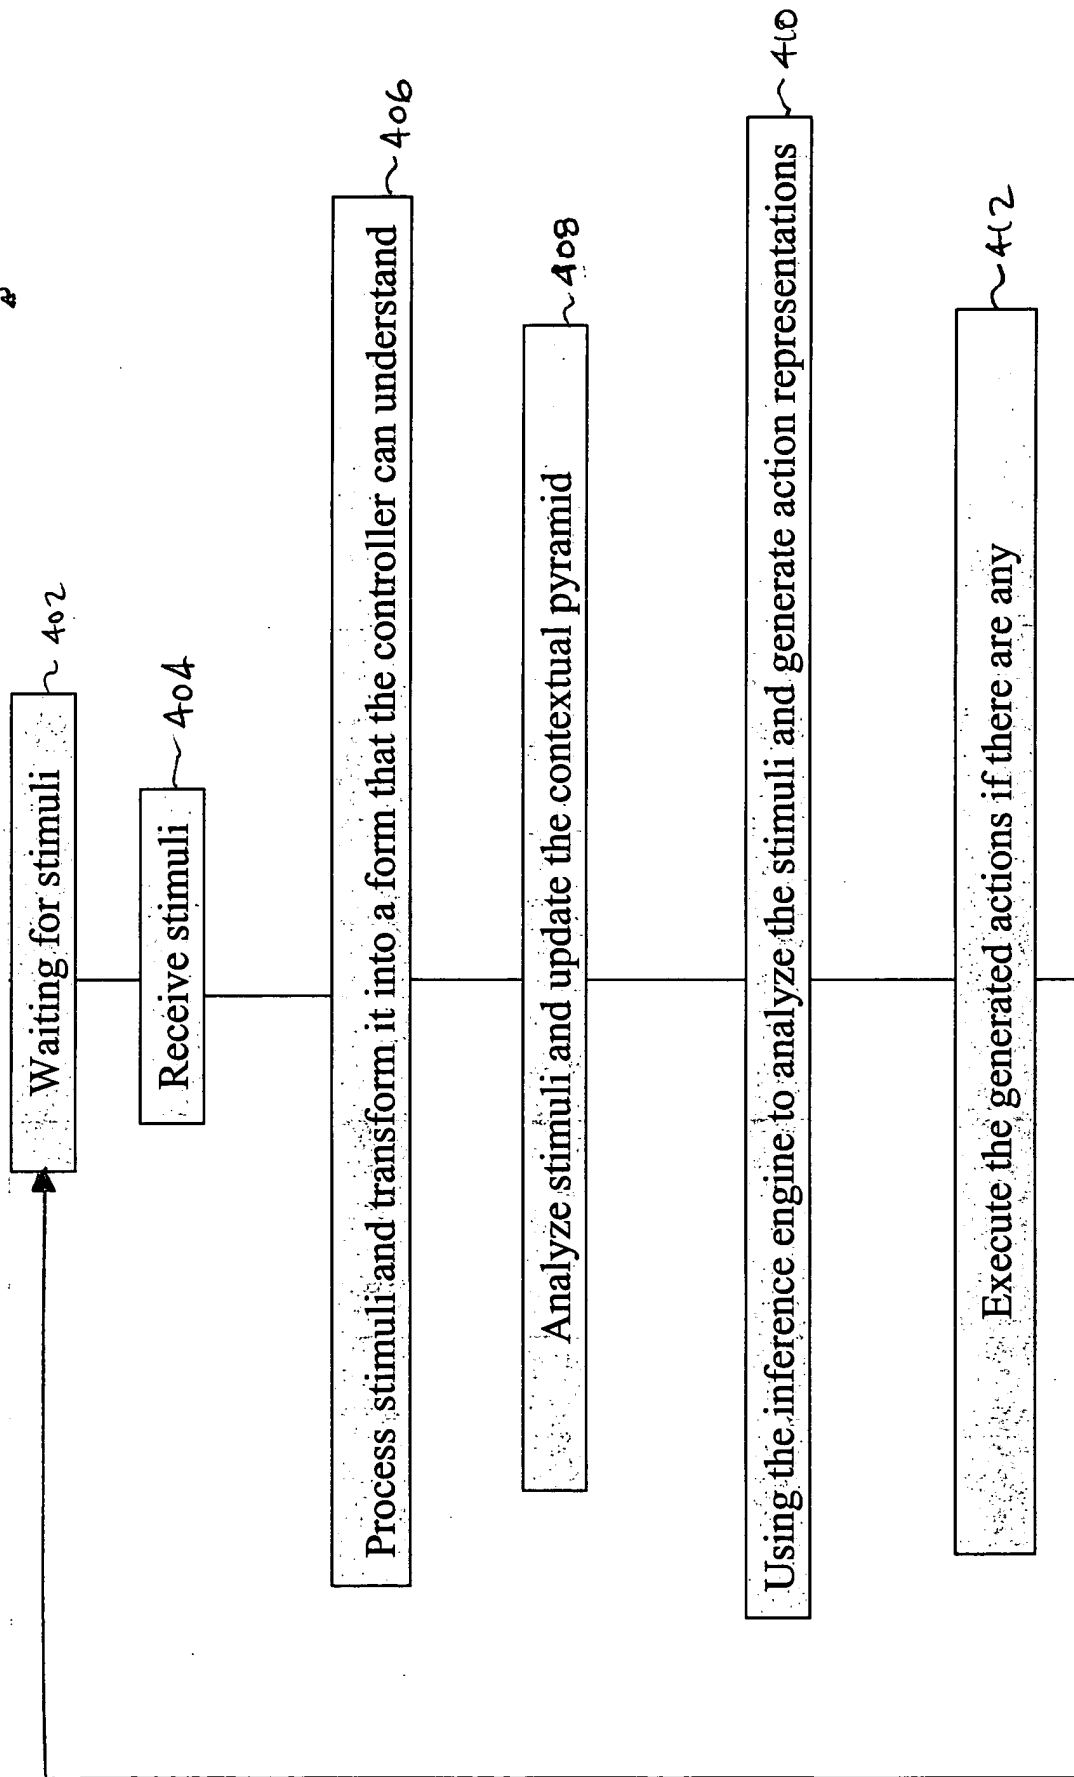 Waiting for stimuli
402
Receive stimuli
404
Process stimuli and transform it into a form that the controller can understand
406
Analyze stimuli and update the contextual pyramid
408
Using the inference engine to analyze the stimuli and generate action representations
410
Execute the generated actions if there are any
412